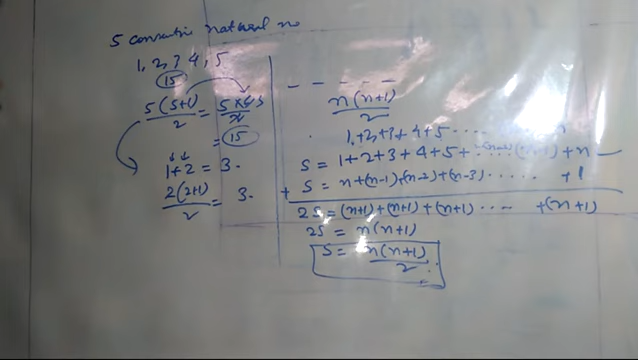 5 consecutive natural no
1, 2, 3 4, 5
15
5(5+1)/2 = 5×6 3/2
= 15
1+2 = 3.
2(2+1)/2 = 3.
n(n+1)/2
1,+2,+3+ 4+5 ....
S = 1+2+3+4+5+ ..... +n
S = n+(n-1)+(n-2)+(n-3)...... +1
+
2S = (n+1)+(n+1)+(n+1) .... +(n+1)
2S = n(n+1)
S = n(n+1)/2